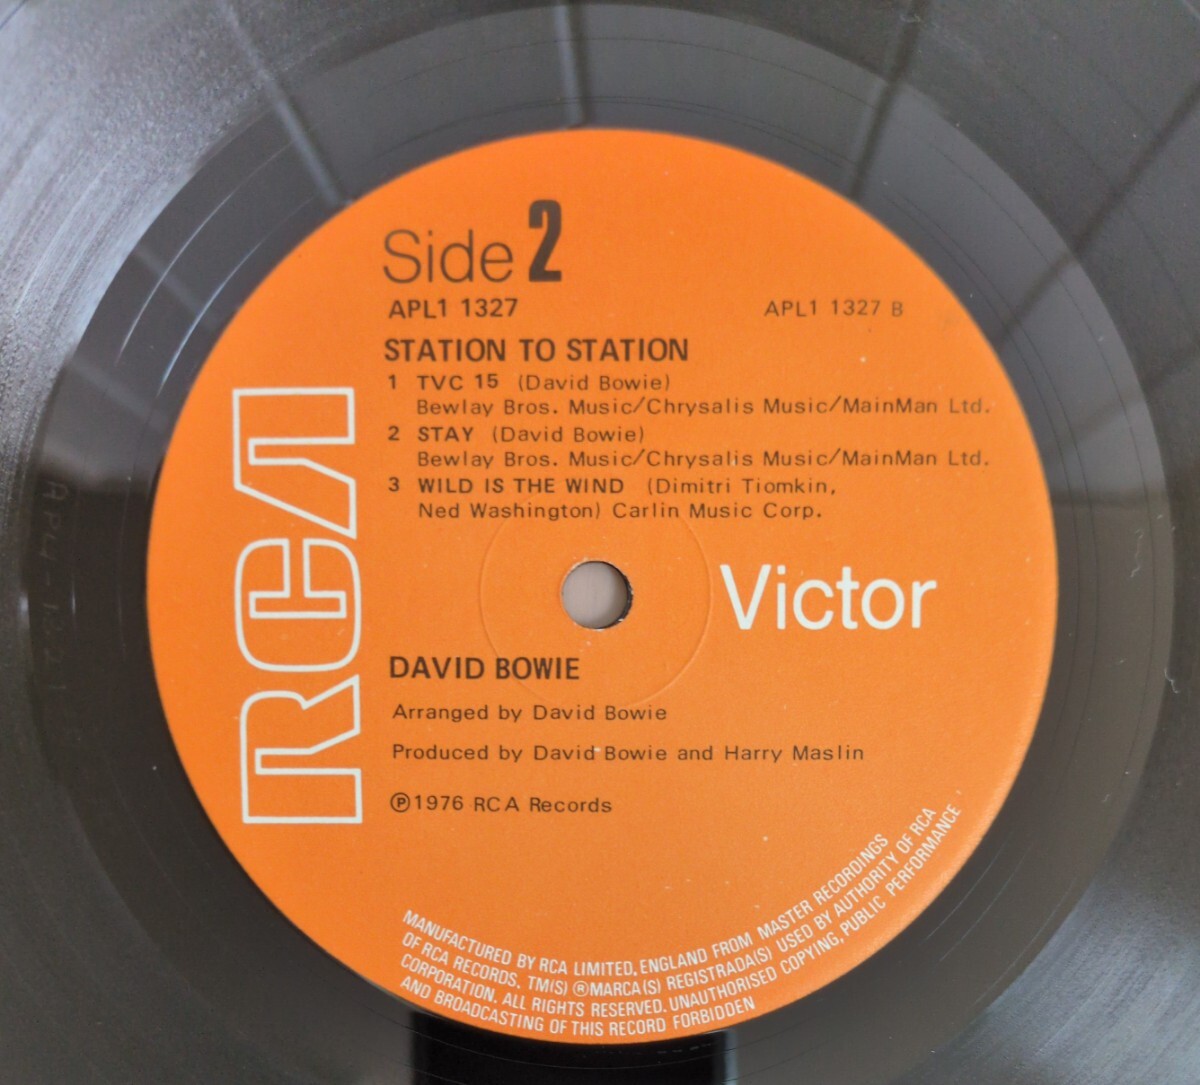 Side 2
APL1 1327 APL1 1327 B
STATION TO STATION
1 TVC 15 (David Bowie)
Bewlay Bros. Music/Chrysalis Music/MainMan Ltd.
2 STAY (David Bowie)
Bewlay Bros. Music/Chrysalis Music/MainMan Ltd.
3 WILD IS THE WIND (Dimitri Tiomkin,
Ned Washington) Carlin Music Corp.
RCA
Victor
DAVID BOWIE
Arranged by David Bowie
Produced by David Bowie and Harry Maslin
℗1976 RCA Records
MANUFACTURED BY RCA LIMITED, ENGLAND FROM MASTER RECORDINGS
OF RCA RECORDS. TM(S) ® MARCA(S) REGISTRADA(S) USED BY AUTHORITY OF RCA
CORPORATION. ALL RIGHTS RESERVED. UNAUTHORISED COPYING, PUBLIC PERFORMANCE
AND BROADCASTING OF THIS RECORD FORBIDDEN